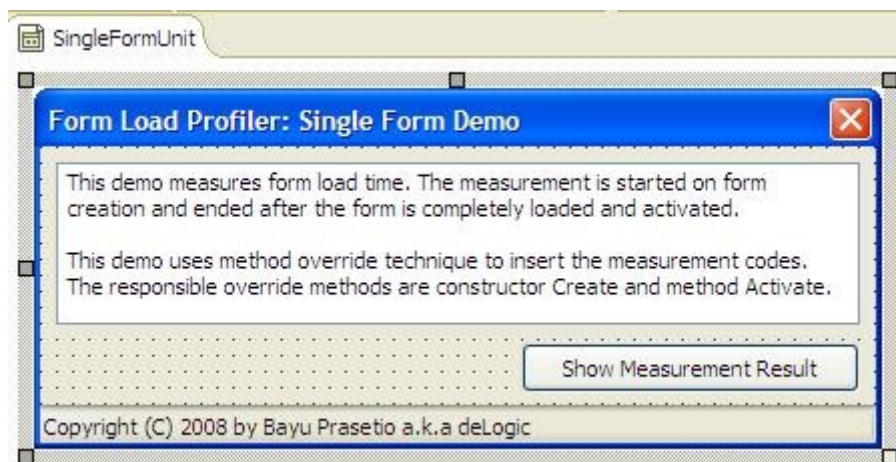 SingleFormUnit
Form Load Profiler: Single Form Demo
This demo measures form load time. The measurement is started on form
creation and ended after the form is completely loaded and activated.
This demo uses method override technique to insert the measurement codes.
The responsible override methods are constructor Create and method Activate.
Show Measurement Result
Copyright (C) 2008 by Bayu Prasetio a.k.a deLogic